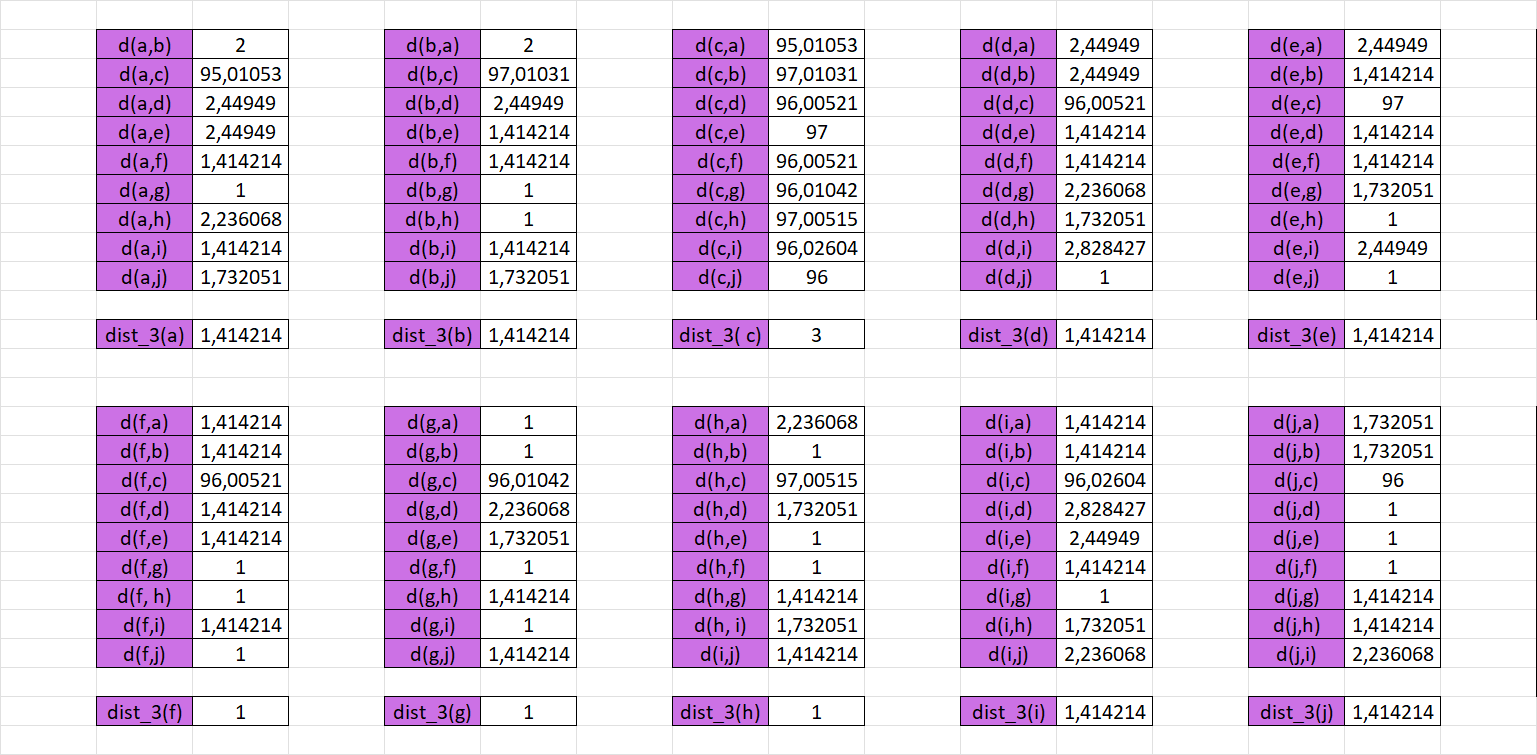 d(a,b) 2 d(b,a) 2 d(c,a) 95,01053 d(d,a) 2,44949 d(e,a) 2,44949
d(a,c) 95,01053 d(b,c) 97,01031 d(c,b) 97,01031 d(d,b) 2,44949 d(e,b) 1,414214
d(a,d) 2,44949 d(b,d) 2,44949 d(c,d) 96,00521 d(d,c) 96,00521 d(e,c) 97
d(a,e) 2,44949 d(b,e) 1,414214 d(c,e) 97 d(d,e) 1,414214 d(e,d) 1,414214
d(a,f) 1,414214 d(b,f) 1,414214 d(c,f) 96,00521 d(d,f) 1,414214 d(e,f) 1,414214
d(a,g) 1 d(b,g) 1 d(c,g) 96,01042 d(d,g) 2,236068 d(e,g) 1,732051
d(a,h) 2,236068 d(b,h) 1 d(c,h) 97,00515 d(d,h) 1,732051 d(e,h) 1
d(a,i) 1,414214 d(b,i) 1,414214 d(c,i) 96,02604 d(d,i) 2,828427 d(e,i) 2,44949
d(a,j) 1,732051 d(b,j) 1,732051 d(c,j) 96 d(d,j) 1 d(e,j) 1
dist_3(a) 1,414214 dist_3(b) 1,414214 dist_3( c) 3 dist_3(d) 1,414214 dist_3(e) 1,414214
d(f,a) 1,414214 d(g,a) 1 d(h,a) 2,236068 d(i,a) 1,414214 d(j,a) 1,732051
d(f,b) 1,414214 d(g,b) 1 d(h,b) 1 d(i,b) 1,414214 d(j,b) 1,732051
d(f,c) 96,00521 d(g,c) 96,01042 d(h,c) 97,00515 d(i,c) 96,02604 d(j,c) 96
d(f,d) 1,414214 d(g,d) 2,236068 d(h,d) 1,732051 d(i,d) 2,828427 d(j,d) 1
d(f,e) 1,414214 d(g,e) 1,732051 d(h,e) 1 d(i,e) 2,44949 d(j,e) 1
d(f,g) 1 d(g,f) 1 d(h,f) 1 d(i,f) 1,414214 d(j,f) 1
d(f, h) 1 d(g,h) 1,414214 d(h,g) 1,414214 d(i,g) 1 d(j,g) 1,414214
d(f,i) 1,414214 d(g,i) 1 d(h, i) 1,732051 d(i,h) 1,732051 d(j,h) 1,414214
d(f,j) 1 d(g,j) 1,414214 d(i,j) 1,414214 d(i,j) 2,236068 d(j,i) 2,236068
dist_3(f) 1 dist_3(g) 1 dist_3(h) 1 dist_3(i) 1,414214 dist_3(j) 1,414214